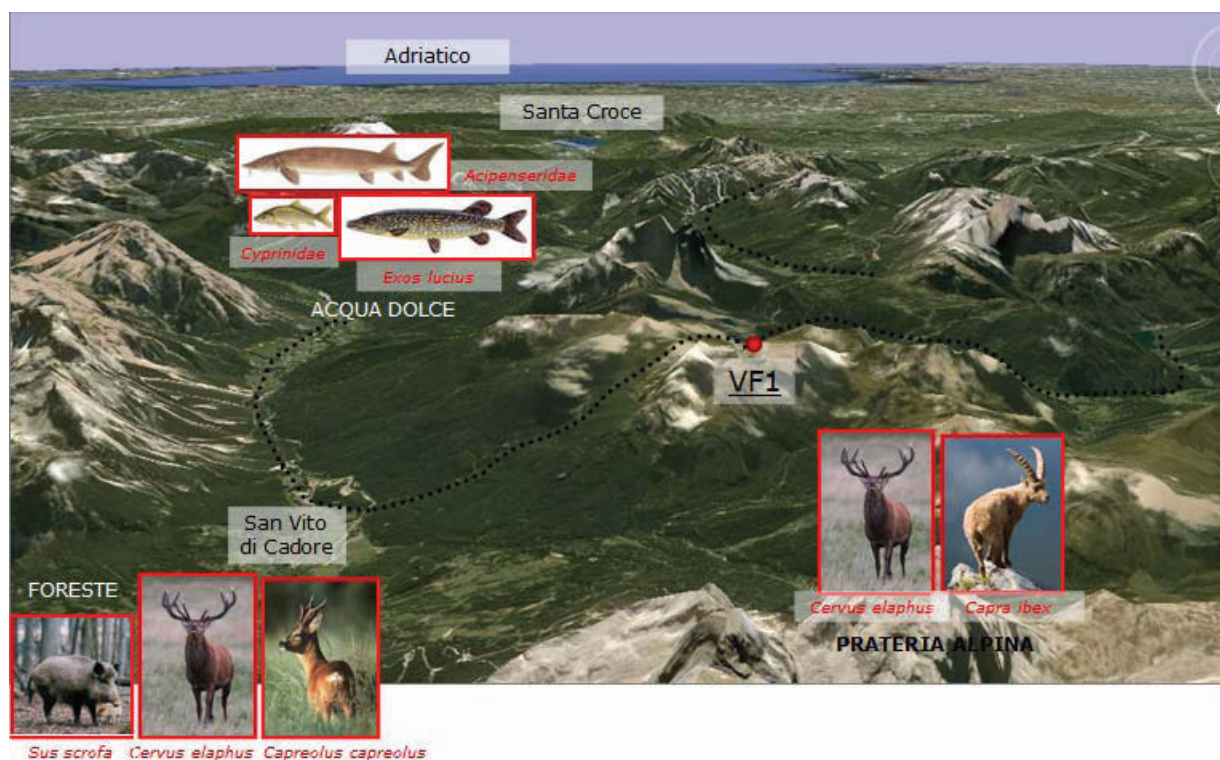 Adriatico
Santa Croce
Acipenseridae
Cyprinidae
Exos lucius
ACQUA DOLCE
VF1
San Vito
di Cadore
FORESTE
Cervus elaphus
Capra ibex
PRATERIA ALPINA
Sus scrofa
Cervus elaphus
Capreolus capreolus